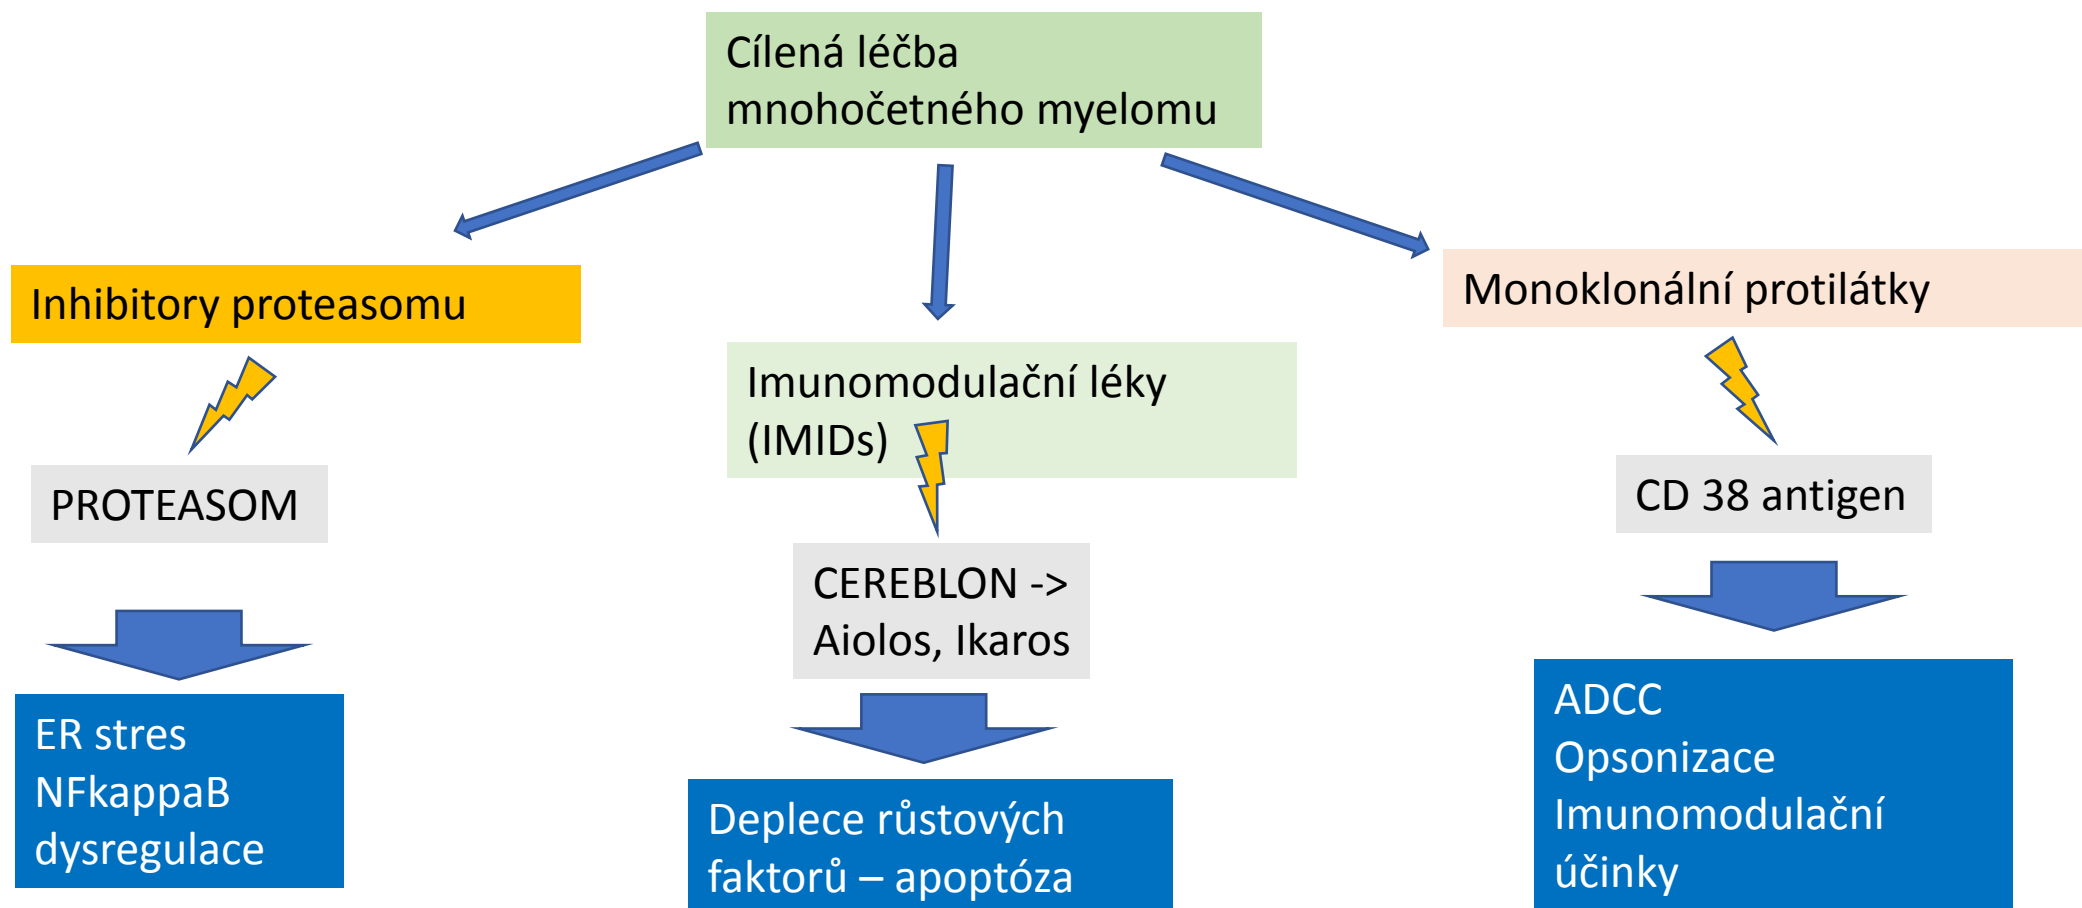 Cílená léčba
mnohočetného myelomu
Inhibitory proteasomu
PROTEASOM
ER stres
NFkappaB
dysregulace
Imunomodulační léky
(IMIDs)
CEREBLON ->
Aiolos, Ikaros
Deplece růstových
faktorů – apoptóza
Monoklonální protilátky
CD 38 antigen
ADCC
Opsonizace
Imunomodulační
účinky